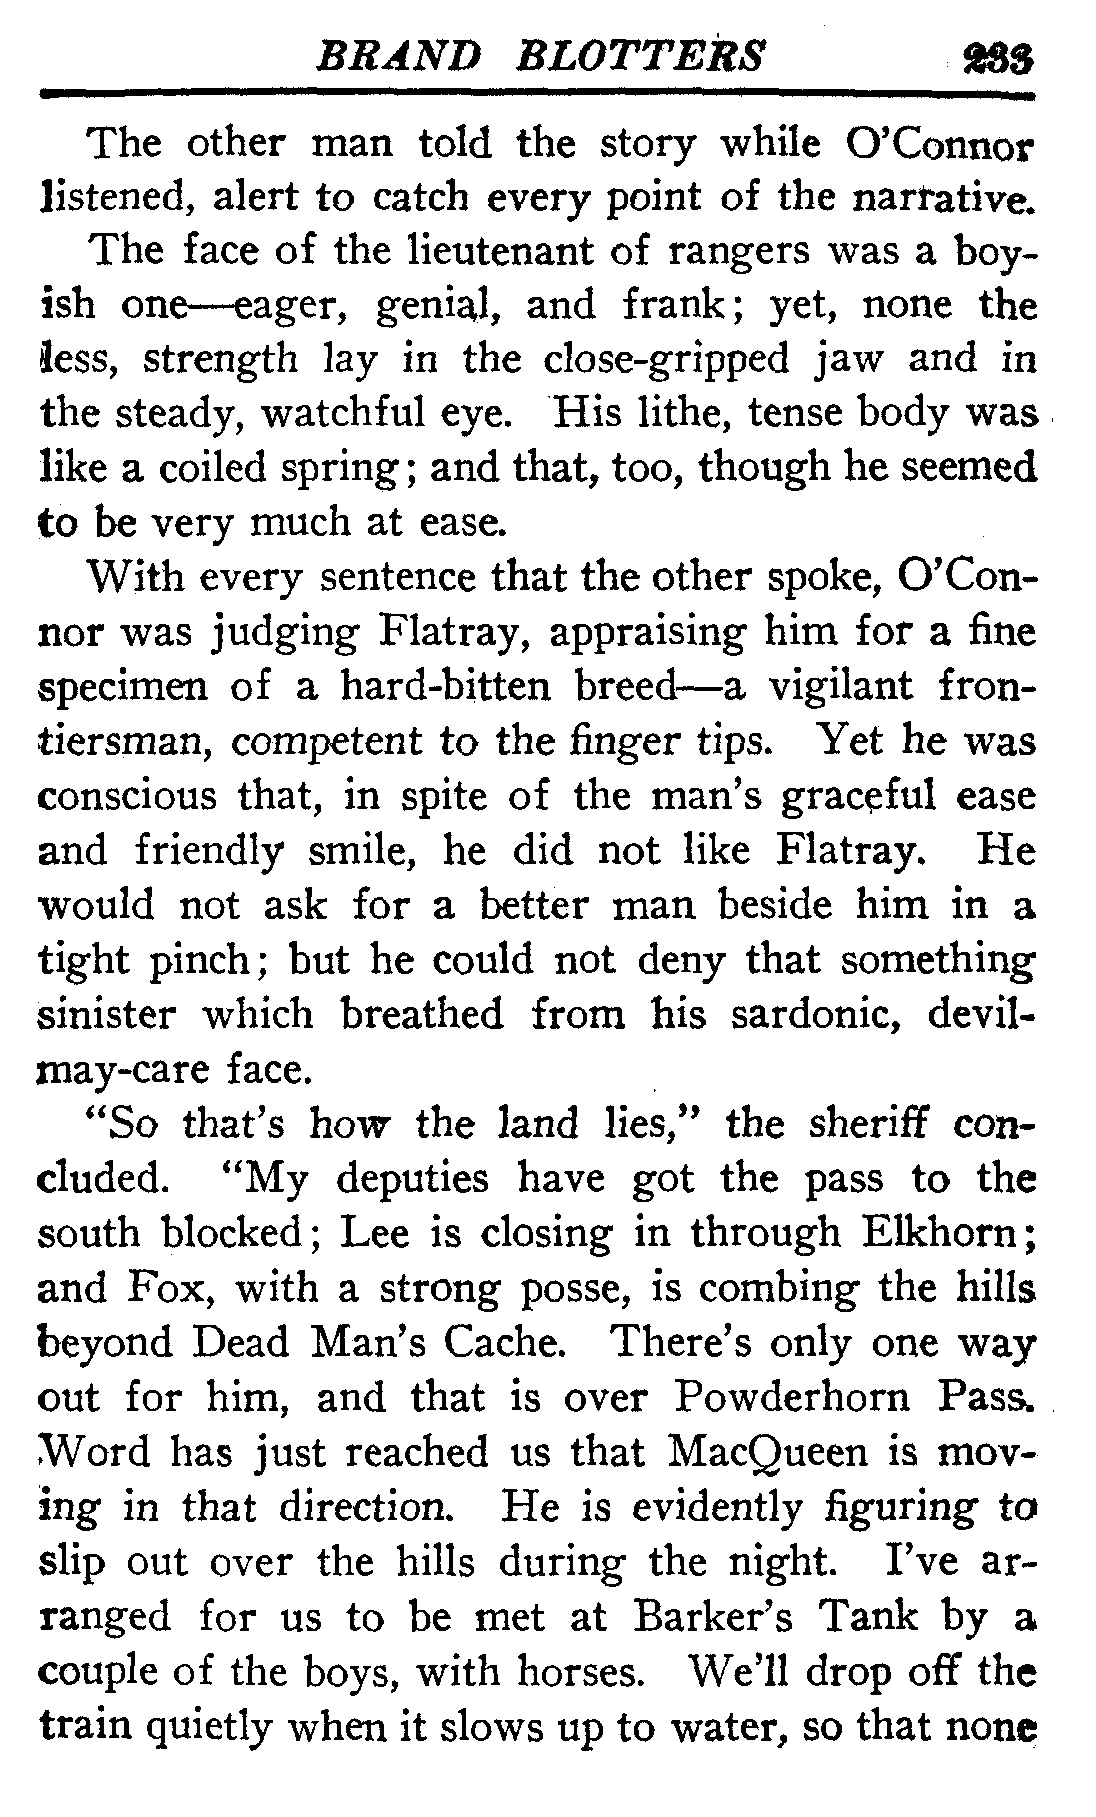 BRAND BLOTTERS 233
The other man told the story while O'Connor
listened, alert to catch every point of the narrative.
The face of the lieutenant of rangers was a boy-
ish one—eager, genial, and frank; yet, none the
less, strength lay in the close-gripped jaw and in
the steady, watchful eye. His lithe, tense body was
like a coiled spring; and that, too, though he seemed
to be very much at ease.
With every sentence that the other spoke, O'Con-
nor was judging Flatray, appraising him for a fine
specimen of a hard-bitten breed—a vigilant fron-
tiersman, competent to the finger tips. Yet he was
conscious that, in spite of the man's graceful ease
and friendly smile, he did not like Flatray. He
would not ask for a better man beside him in a
tight pinch; but he could not deny that something
sinister which breathed from his sardonic, devil-
may-care face.
"So that's how the land lies," the sheriff con-
cluded. "My deputies have got the pass to the
south blocked; Lee is closing in through Elkhorn;
and Fox, with a strong posse, is combing the hills
beyond Dead Man's Cache. There's only one way
out for him, and that is over Powderhorn Pass.
Word has just reached us that MacQueen is mov-
ing in that direction. He is evidently figuring to
slip out over the hills during the night. I've ar-
ranged for us to be met at Barker's Tank by a
couple of the boys, with horses. We'll drop off the
train quietly when it slows up to water, so that none